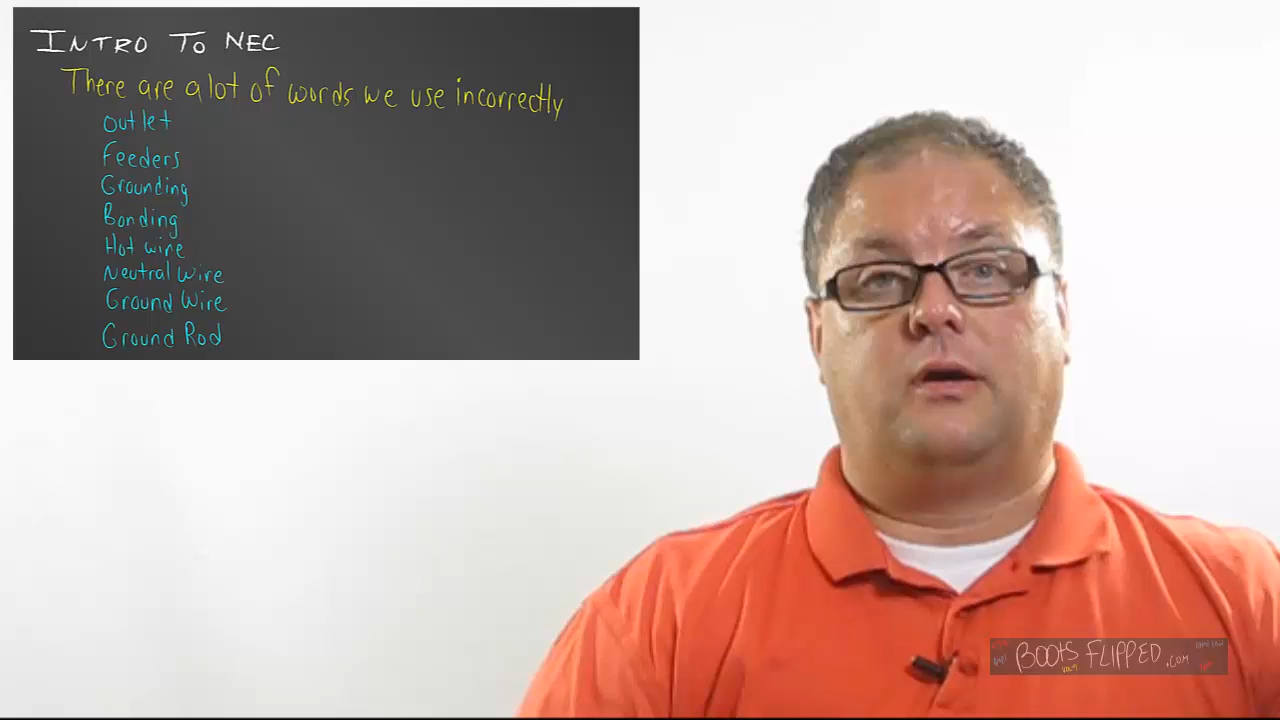 INTRO TO NEC
There are a lot of words we use incorrectly
Outlet
Feeders
Grounding
Bonding
Hot wire
Neutral Wire
Ground Wire
Ground Rod
BOOTS FLIPPED.COM
VOLTS